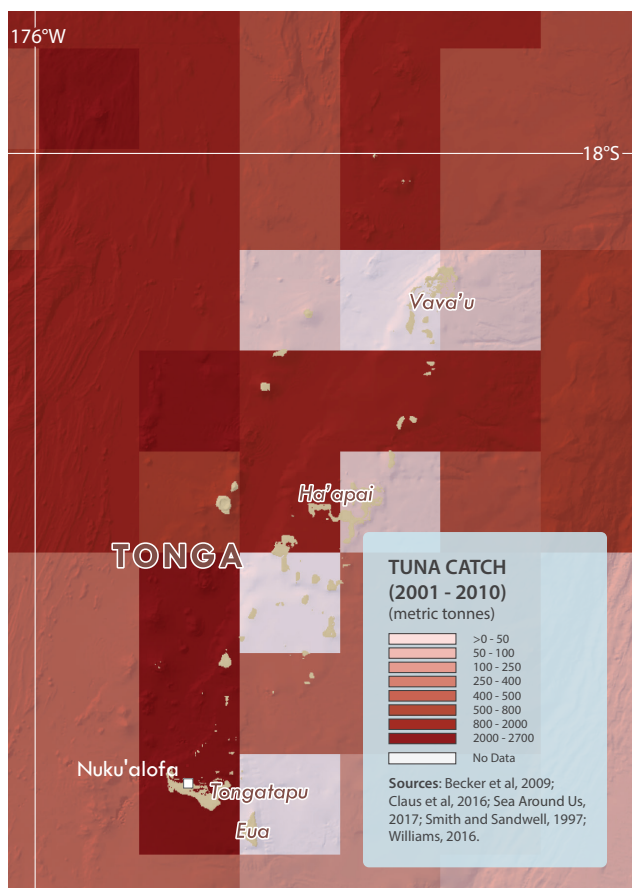 176°W
18°S
Vava'u
Ha'apai
TONGA
TUNA CATCH
(2001 - 2010)
(metric tonnes)
>0 - 50
50 - 100
100 - 250
250 - 400
400 - 500
500 - 800
800 - 2000
2000 - 2700
No Data
Sources: Becker et al, 2009;
Claus et al, 2016; Sea Around Us,
2017; Smith and Sandwell, 1997;
Williams, 2016.
Nuku'alofa
Tongatapu
Eua